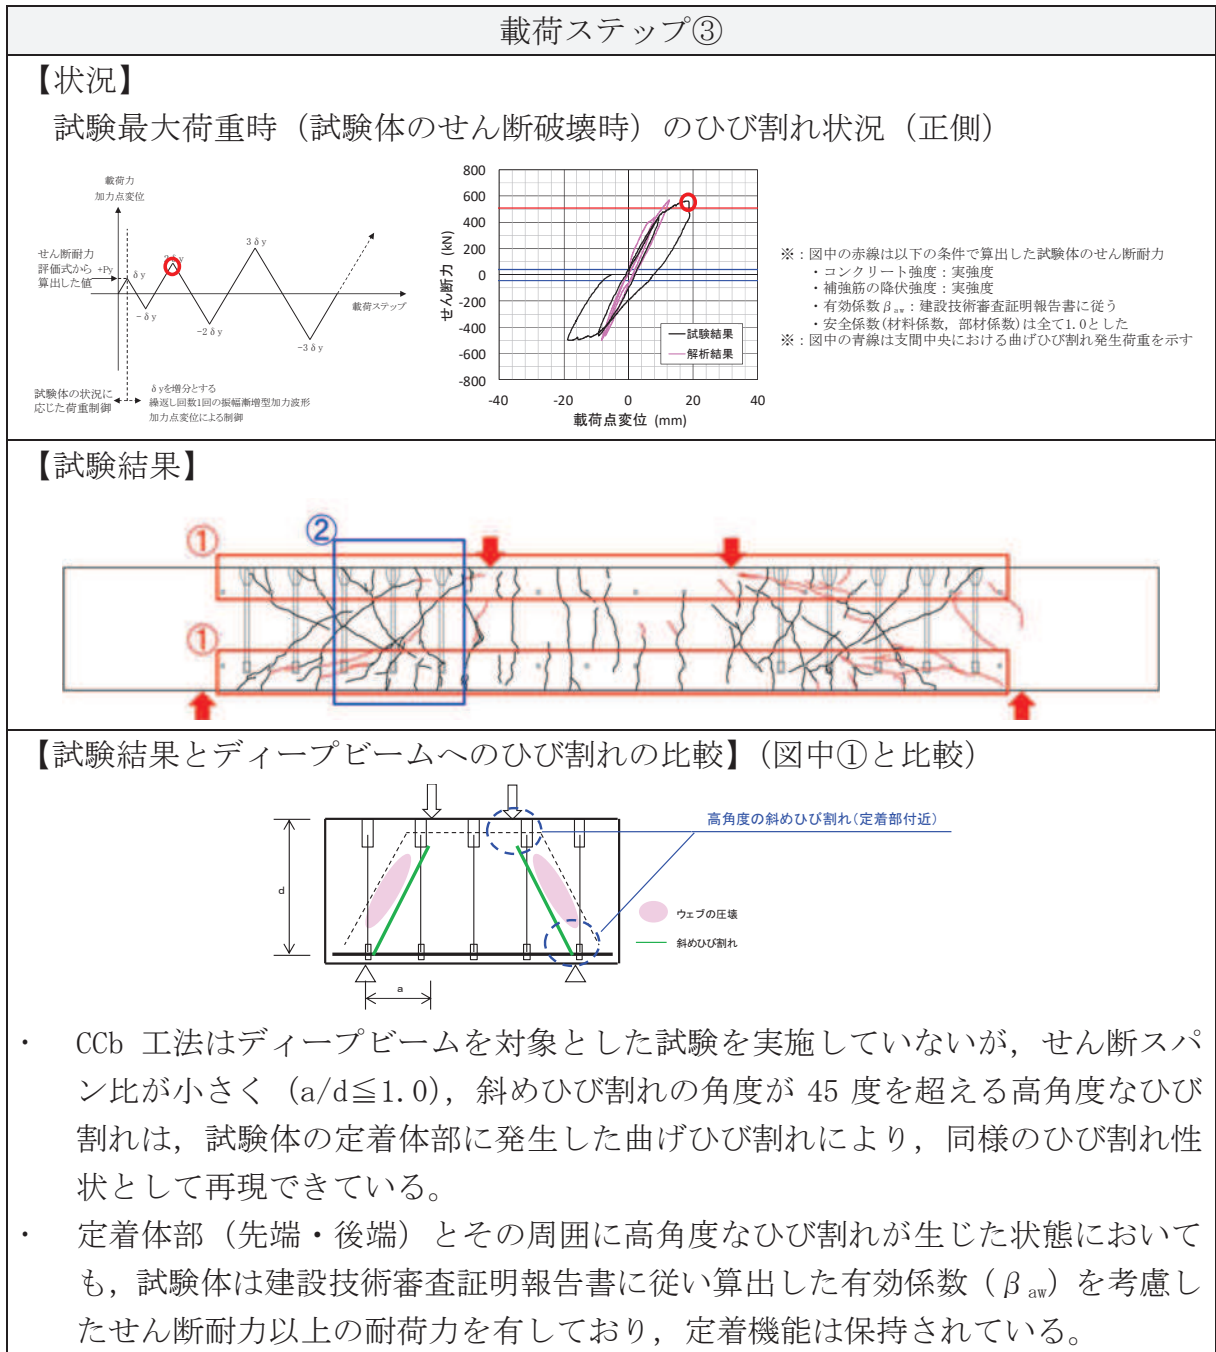 載荷ステップ③
【状況】
試験最大荷重時（試験体のせん断破壊時）のひび割れ状況（正側）
載荷力
加力点変位
せん断耐力
評価式から +Py
算出した値
δy
2δy
3δy
-δy
-2δy
-3δy
載荷ステップ
試験体の状況に
応じた荷重制御
δyを増分とする
繰返し回数1回の振幅漸増型加力波形
加力点変位による制御
800
600
400
200
0
-200
-400
-600
-800
せん断力 (kN)
-40
-20
0
20
40
載荷点変位 (mm)
試験結果
解析結果
※：図中の赤線は以下の条件で算出した試験体のせん断耐力
・コンクリート強度：実強度
・補強筋の降伏強度：実強度
・有効係数βaw：建設技術審査証明報告書に従う
・安全係数(材料係数，部材係数)は全て1.0とした
※：図中の青線は支間中央における曲げひび割れ発生荷重を示す
【試験結果】
①
②
①
【試験結果とディープビームへのひび割れの比較】（図中①と比較）
高角度の斜めひび割れ（定着部付近）
d
a
ウェブの圧壊
斜めひび割れ
・ CCb 工法はディープビームを対象とした試験を実施していないが，せん断スパ
ン比が小さく（a/d≦1.0），斜めひび割れの角度が 45 度を超える高角度なひび
割れは，試験体の定着体部に発生した曲げひび割れにより，同様のひび割れ性
状として再現できている。
・ 定着体部（先端・後端）とその周囲に高角度なひび割れが生じた状態において
も，試験体は建設技術審査証明報告書に従い算出した有効係数（βaw）を考慮し
たせん断耐力以上の耐荷力を有しており，定着機能は保持されている。